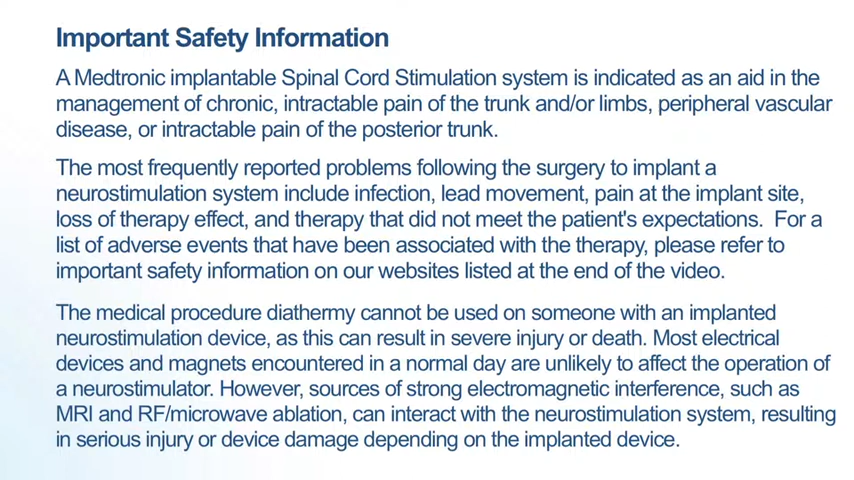 Important Safety Information
A Medtronic implantable Spinal Cord Stimulation system is indicated as an aid in the
management of chronic, intractable pain of the trunk and/or limbs, peripheral vascular
disease, or intractable pain of the posterior trunk.
The most frequently reported problems following the surgery to implant a
neurostimulation system include infection, lead movement, pain at the implant site,
loss of therapy effect, and therapy that did not meet the patient's expectations.  For a
list of adverse events that have been associated with the therapy, please refer to
important safety information on our websites listed at the end of the video.
The medical procedure diathermy cannot be used on someone with an implanted
neurostimulation device, as this can result in severe injury or death. Most electrical
devices and magnets encountered in a normal day are unlikely to affect the operation of
a neurostimulator. However, sources of strong electromagnetic interference, such as
MRI and RF/microwave ablation, can interact with the neurostimulation system, resulting
in serious injury or device damage depending on the implanted device.